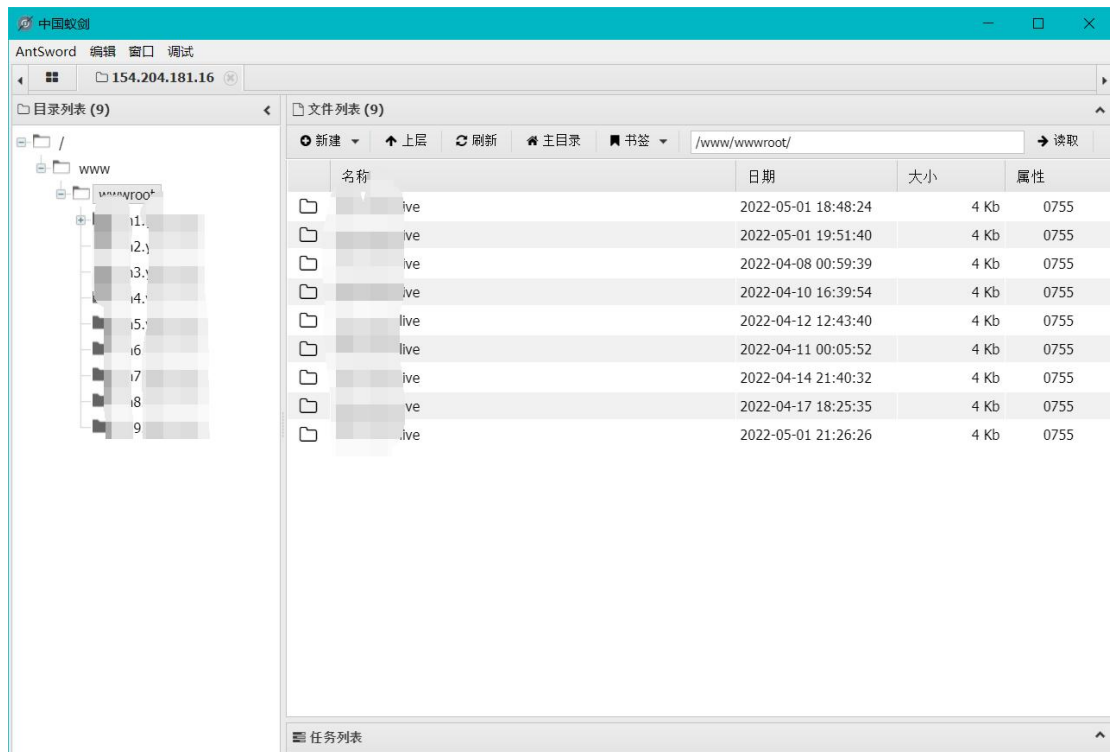 中国蚁剑
AntSword 编辑 窗口 调试
154.204.181.16
目录列表 (9)
/
www
wwwroot
文件列表 (9)
新建 上层 刷新 主目录 书签 /www/wwwroot/ 读取
名称 日期 大小 属性
ive 2022-05-01 18:48:24 4 Kb 0755
ive 2022-05-01 19:51:40 4 Kb 0755
ive 2022-04-08 00:59:39 4 Kb 0755
ive 2022-04-10 16:39:54 4 Kb 0755
live 2022-04-12 12:43:40 4 Kb 0755
live 2022-04-11 00:05:52 4 Kb 0755
ive 2022-04-14 21:40:32 4 Kb 0755
ve 2022-04-17 18:25:35 4 Kb 0755
ive 2022-05-01 21:26:26 4 Kb 0755
任务列表